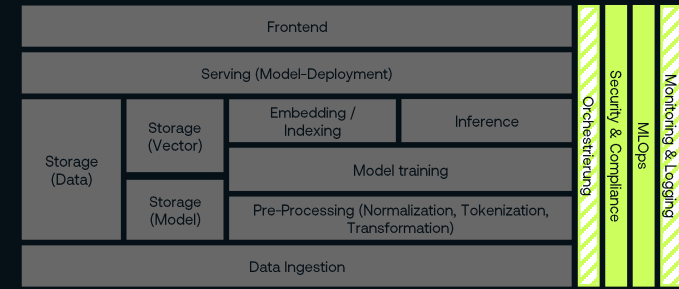 Frontend
Serving (Model-Deployment)
Storage
(Data)
Storage
(Vector)
Storage
(Model)
Embedding /
Indexing
Inference
Model training
Pre-Processing (Normalization, Tokenization,
Transformation)
Data Ingestion
Orchestrierung
Security & Compliance
MLOps
Monitoring & Logging